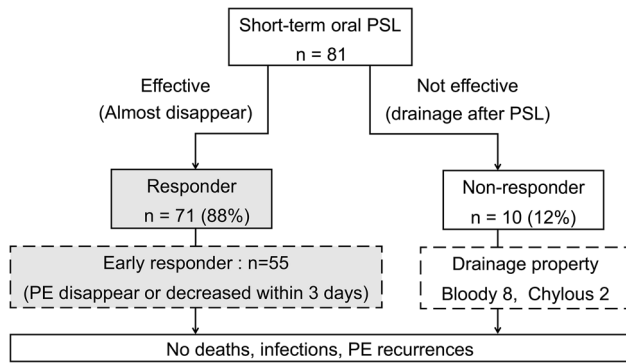 Short-term oral PSL
n = 81
Effective
(Almost disappear)
Not effective
(drainage after PSL)
Responder
n = 71 (88%)
Non-responder
n = 10 (12%)
Early responder : n=55
(PE disappear or decreased within 3 days)
Drainage property
Bloody 8, Chylous 2
No deaths, infections, PE recurrences